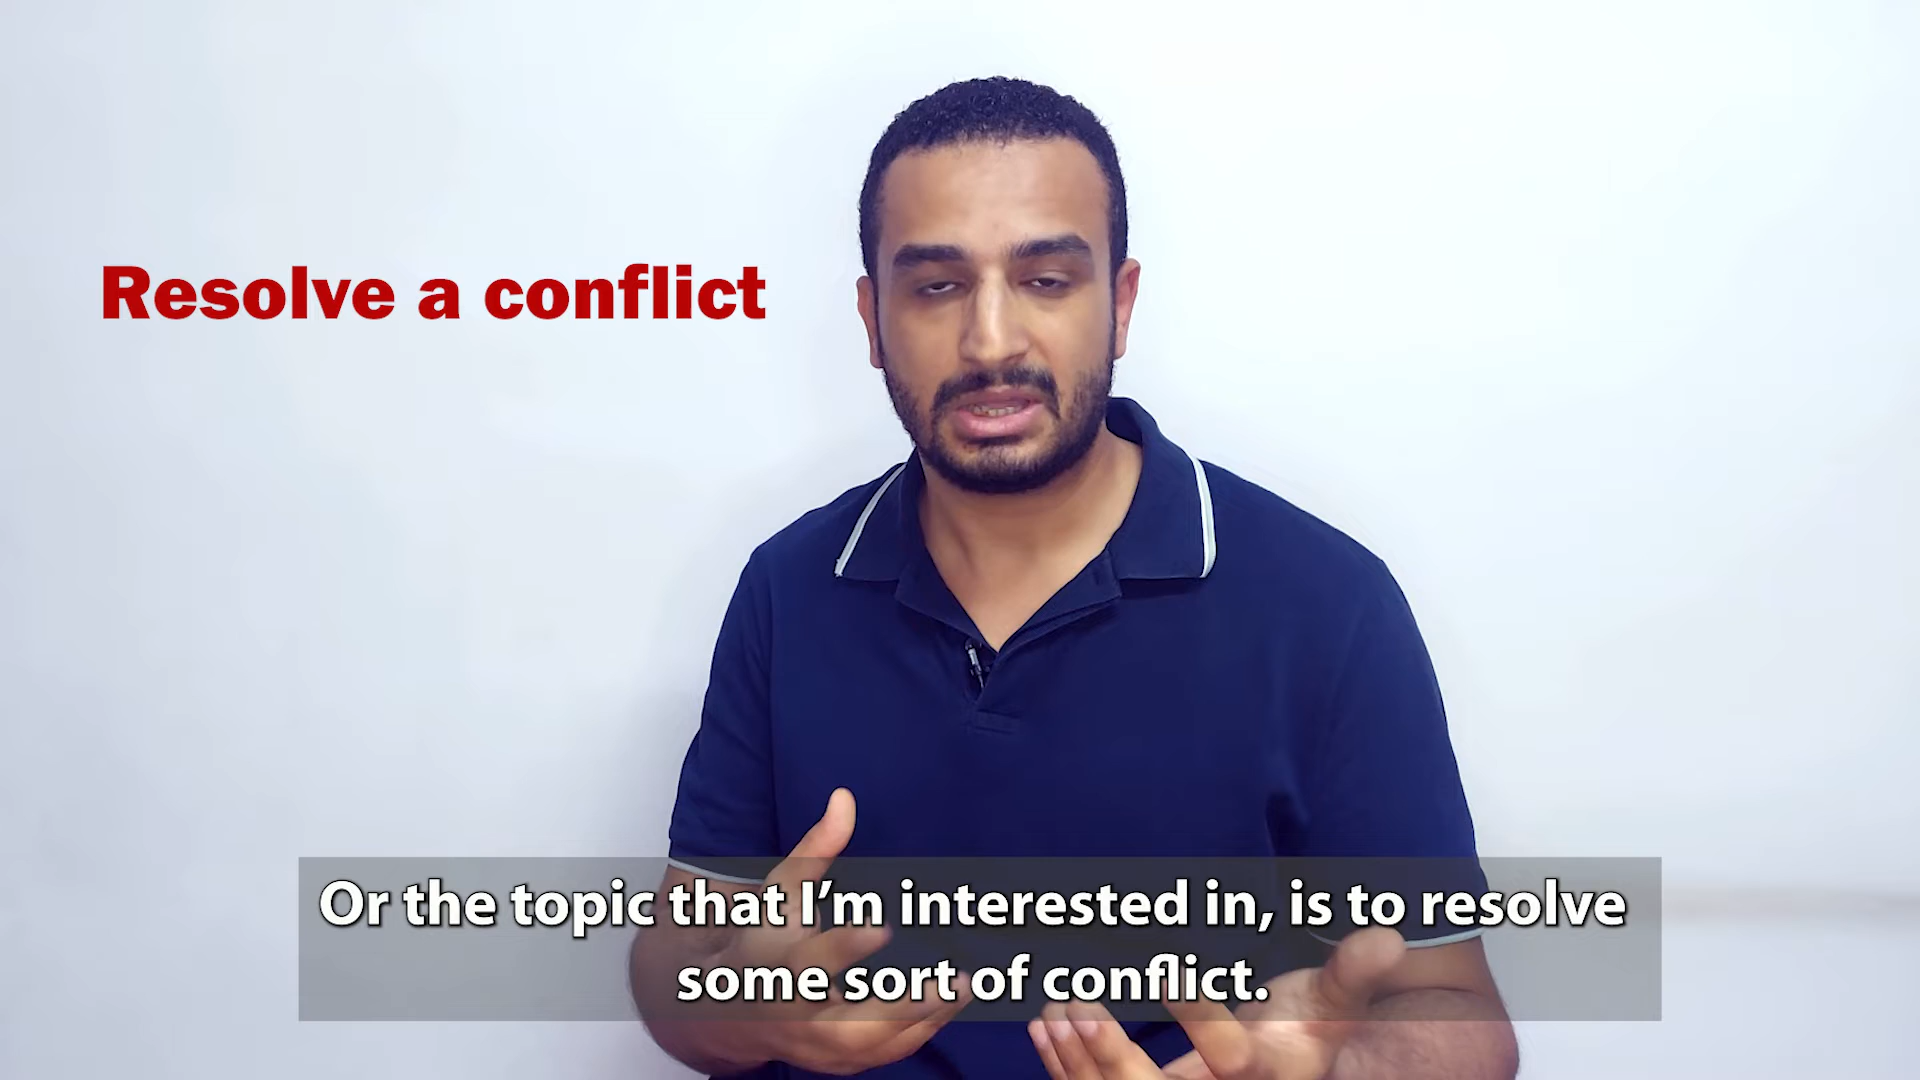 Resolve a conflict
Or the topic that I’m interested in, is to resolve
some sort of conflict.